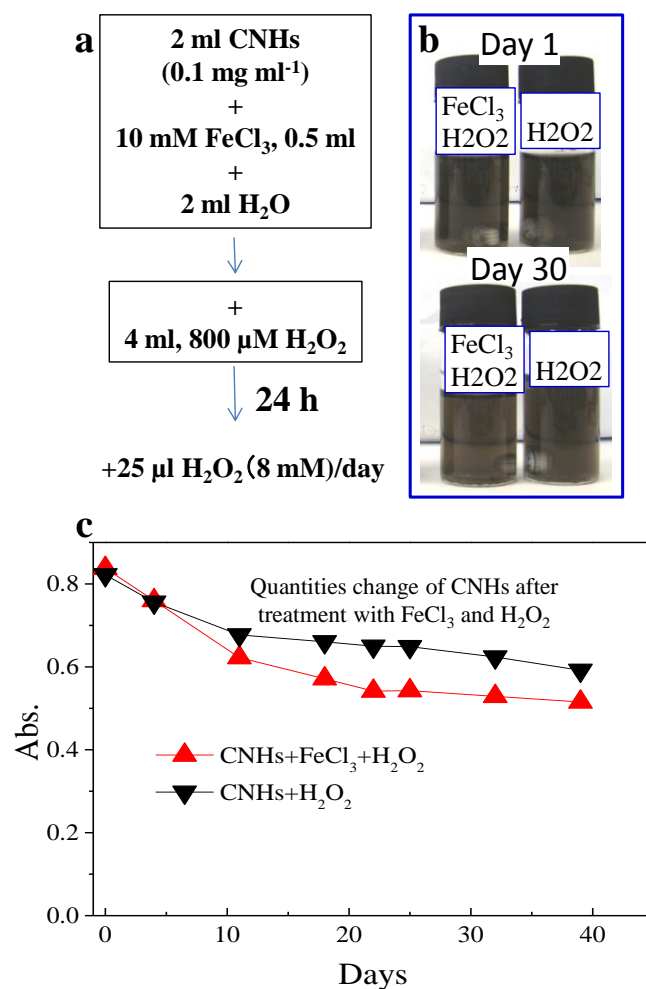 a
2 ml CNHs
(0.1 mg ml⁻¹)
+
10 mM FeCl₃, 0.5 ml
+
2 ml H₂O
+
4 ml, 800 µM H₂O₂
24 h
+25 µl H₂O₂(8 mM)/day
b
Day 1
FeCl₃
H2O2
H2O2
Day 30
FeCl₃
H2O2
H2O2
c
Quantities change of CNHs after
treatment with FeCl₃ and H₂O₂
CNHs+FeCl₃+H₂O₂
CNHs+H₂O₂
Abs.
0.8
0.6
0.4
0.2
0.0
0 10 20 30 40
Days